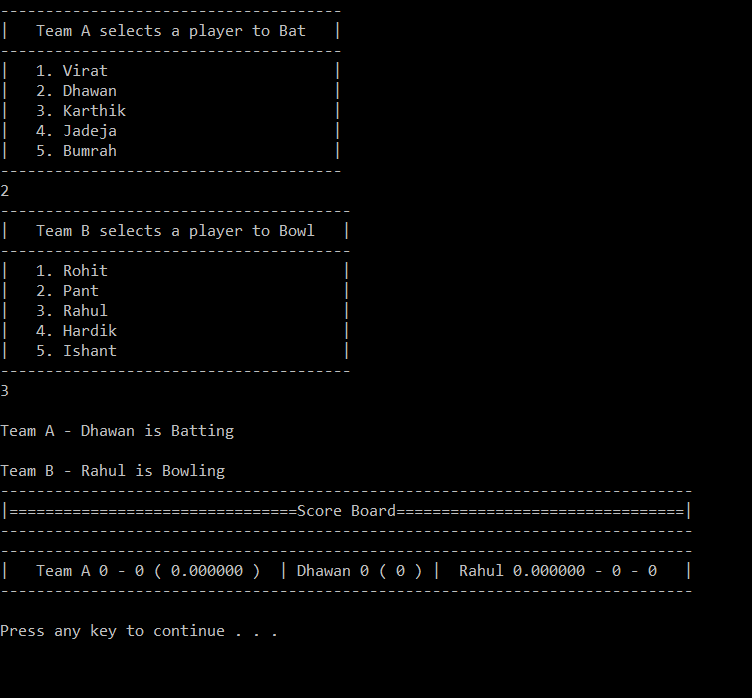 --------------------------------------
|   Team A selects a player to Bat   |
--------------------------------------
|   1. Virat                         |
|   2. Dhawan                        |
|   3. Karthik                       |
|   4. Jadeja                        |
|   5. Bumrah                        |
--------------------------------------
2
---------------------------------------
|   Team B selects a player to Bowl   |
---------------------------------------
|   1. Rohit                          |
|   2. Pant                           |
|   3. Rahul                          |
|   4. Hardik                         |
|   5. Ishant                         |
---------------------------------------
3
Team A - Dhawan is Batting
Team B - Rahul is Bowling
-----------------------------------------------------------------------------
|================================Score Board================================|
-----------------------------------------------------------------------------
-----------------------------------------------------------------------------
|   Team A 0 - 0 ( 0.000000 )  | Dhawan 0 ( 0 ) |  Rahul 0.000000 - 0 - 0   |
-----------------------------------------------------------------------------
Press any key to continue . . .